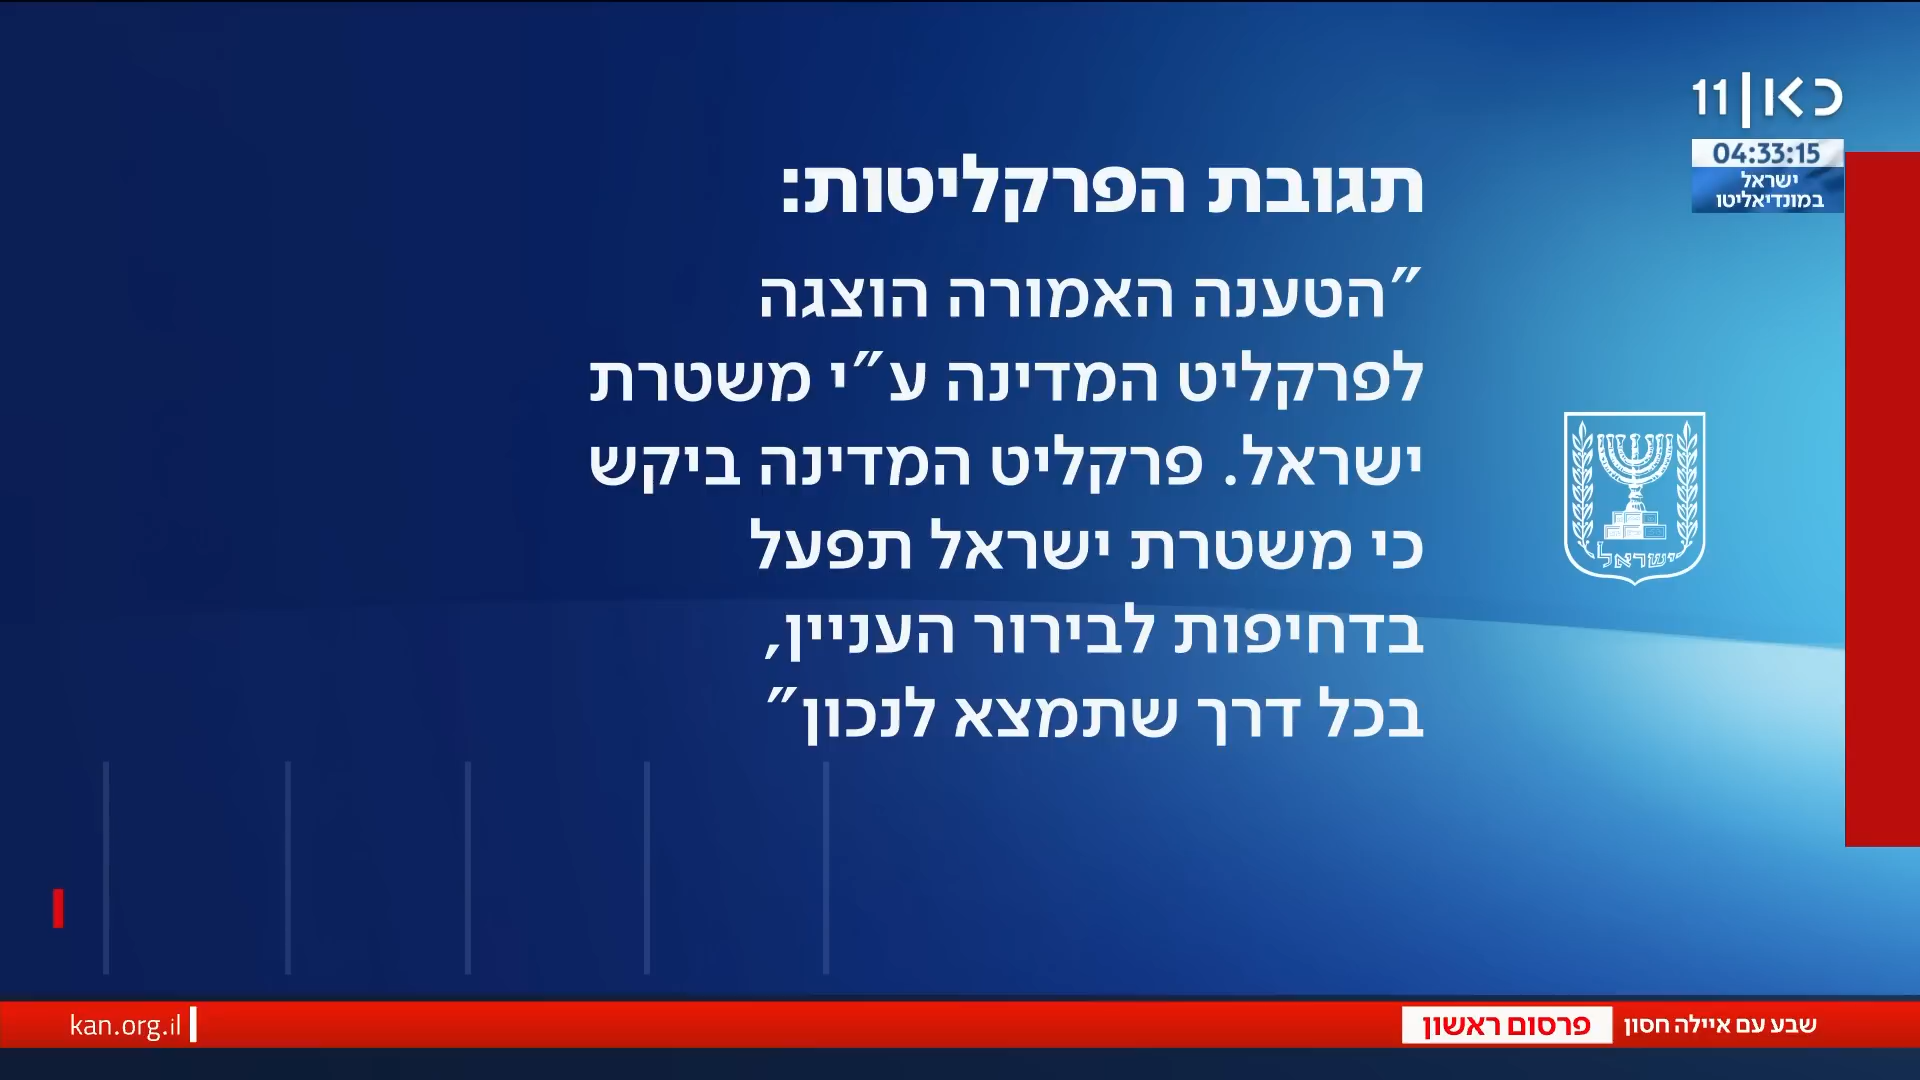 כאן|11
04:33:15
ישראל
במונדיאליטו
תגובת הפרקליטות:
"הטענה האמורה הוצגה
לפרקליט המדינה ע"י משטרת
ישראל. פרקליט המדינה ביקש
כי משטרת ישראל תפעל
בדחיפות לבירור העניין,
בכל דרך שתמצא לנכון"
ישראל
שבע עם איילה חסון
פרסום ראשון
kan.org.il